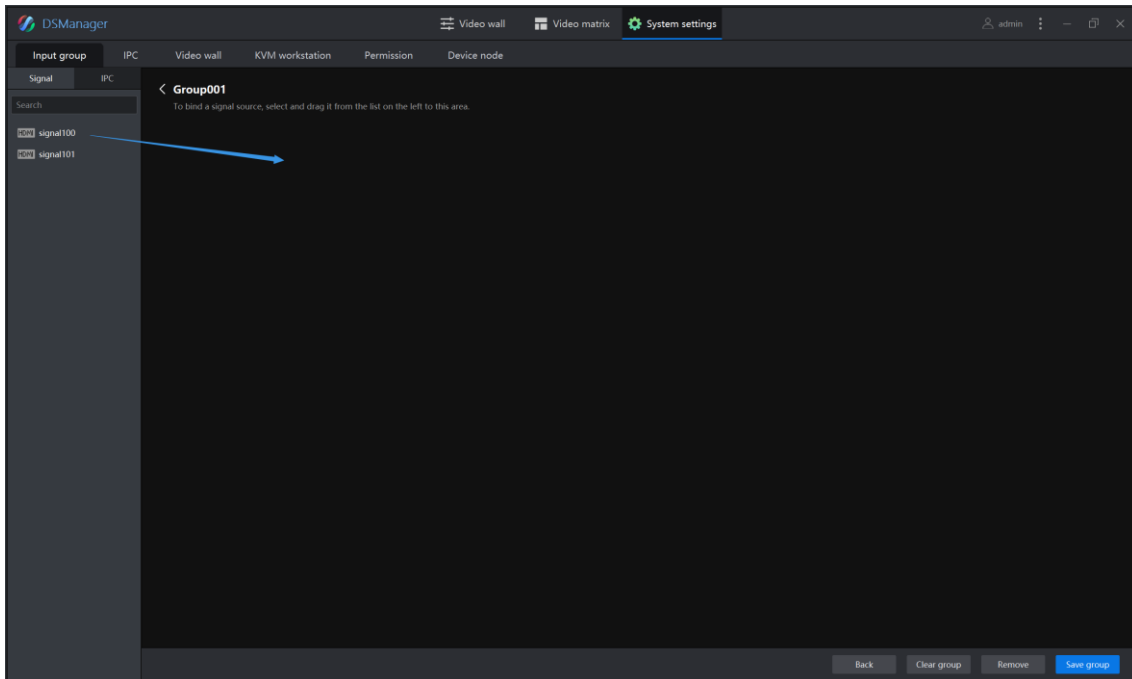 DSManager
Video wall
Video matrix
System settings
admin
Input group
IPC
Video wall
KVM workstation
Permission
Device node
Signal
IPC
Group001
Search
To bind a signal source, select and drag it from the list on the left to this area.
HDMI signal100
HDMI signal101
Back
Clear group
Remove
Save group